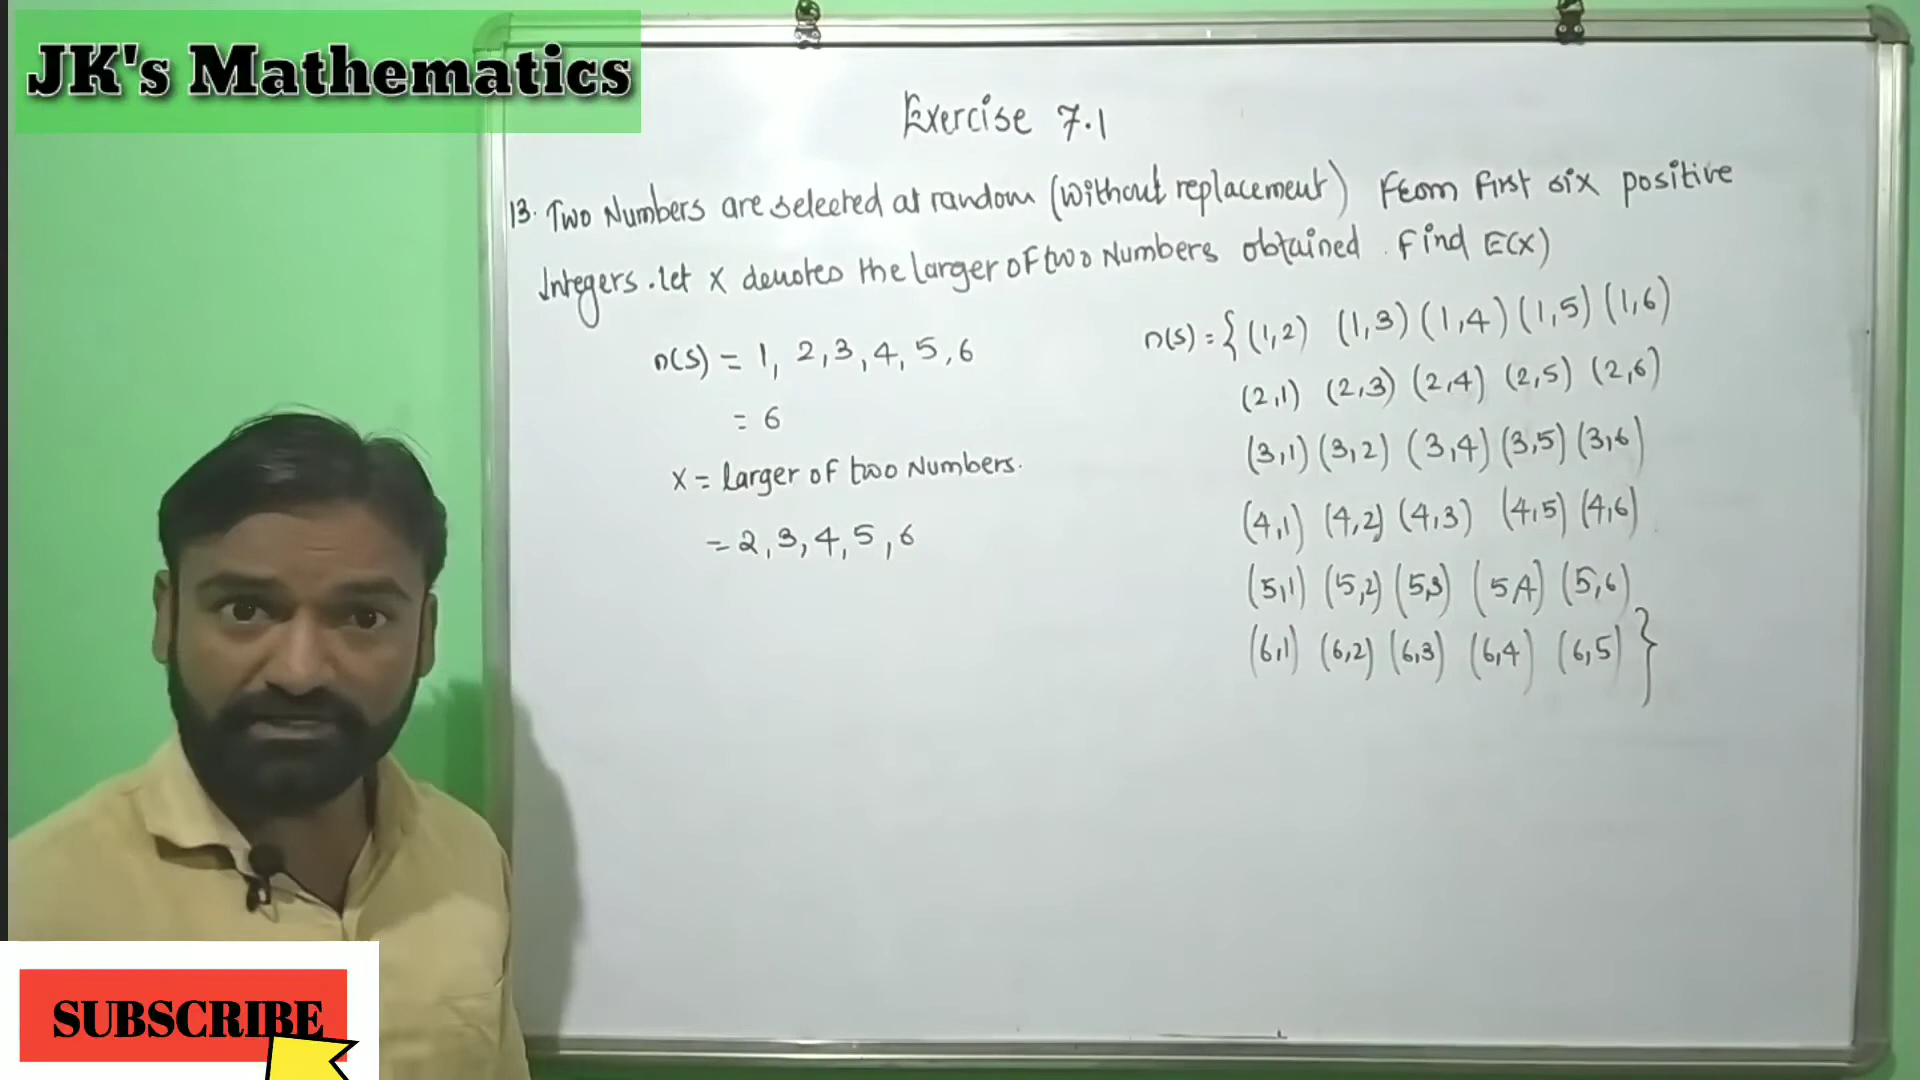 JK's Mathematics
Exercise 7.1
13. Two Numbers are selected at random (without replacement) From First six positive
Integers. let X denotes the larger of two Numbers obtained. Find E(X)
n(S) = 1, 2, 3, 4, 5, 6
= 6
X = larger of two Numbers.
= 2, 3, 4, 5, 6
n(S) = { (1,2) (1,3) (1,4) (1,5) (1,6)
(2,1) (2,3) (2,4) (2,5) (2,6)
(3,1) (3,2) (3,4) (3,5) (3,6)
(4,1) (4,2) (4,3) (4,5) (4,6)
(5,1) (5,2) (5,3) (5,4) (5,6)
(6,1) (6,2) (6,3) (6,4) (6,5) }
SUBSCRIBE